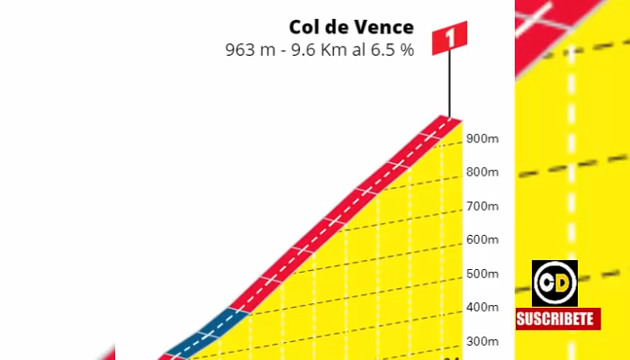 Col de Vence
963 m - 9.6 Km al 6.5 %
1
900m
800m
700m
600m
500m
400m
300m
CD
SUSCRIBETE